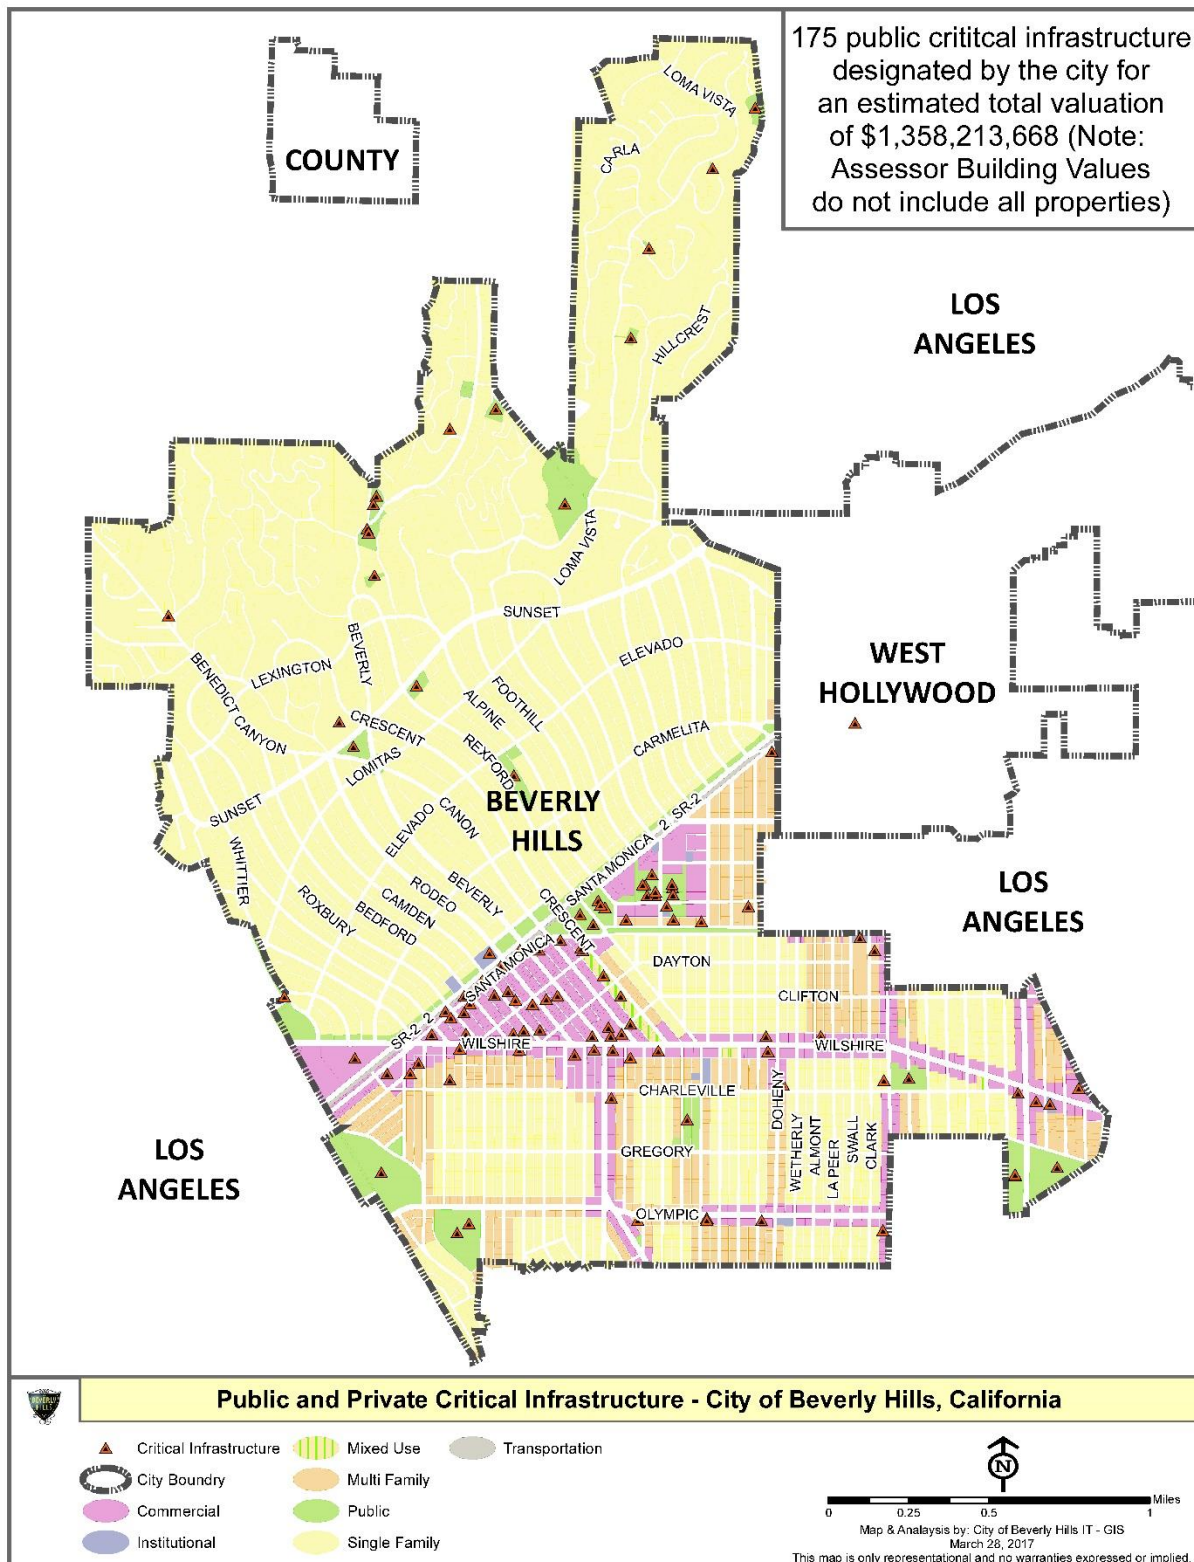 175 public crititcal infrastructure
designated by the city for
an estimated total valuation
of $1,358,213,668 (Note:
Assessor Building Values
do not include all properties)
COUNTY
LOMA VISTA
CARLA
HILLCREST
LOS
ANGELES
LOMA VISTA
SUNSET
BEVERLY
LEXINGTON
BENEDICT CANYON
ELEVADO
FOOTHILL
ALPINE
CRESCENT
REXFORD
CARMELITA
LOMITAS
WEST
HOLLYWOOD
SUNSET
BEVERLY
HILLS
ELEVADO
CANON
WHITTIER
ROXBURY
BEDFORD
CAMDEN
RODEO
BEVERLY
CRESCENT
SANTA MONICA
2
SR-2
LOS
ANGELES
SANTA MONICA
SR-2
2
DAYTON
CLIFTON
WILSHIRE
WILSHIRE
CHARLEVILLE
DOHENY
WETHERLY
ALMONT
LA PEER
SWALL
CLARK
GREGORY
OLYMPIC
LOS
ANGELES
BEVERLY
HILLS
Public and Private Critical Infrastructure - City of Beverly Hills, California
Critical Infrastructure
City Boundry
Commercial
Institutional
Mixed Use
Multi Family
Public
Single Family
Transportation
N
Miles
0 0.25 0.5 1
Map & Analaysis by: City of Beverly Hills IT - GIS
March 28, 2017
This map is only representational and no warranties expressed or implied.